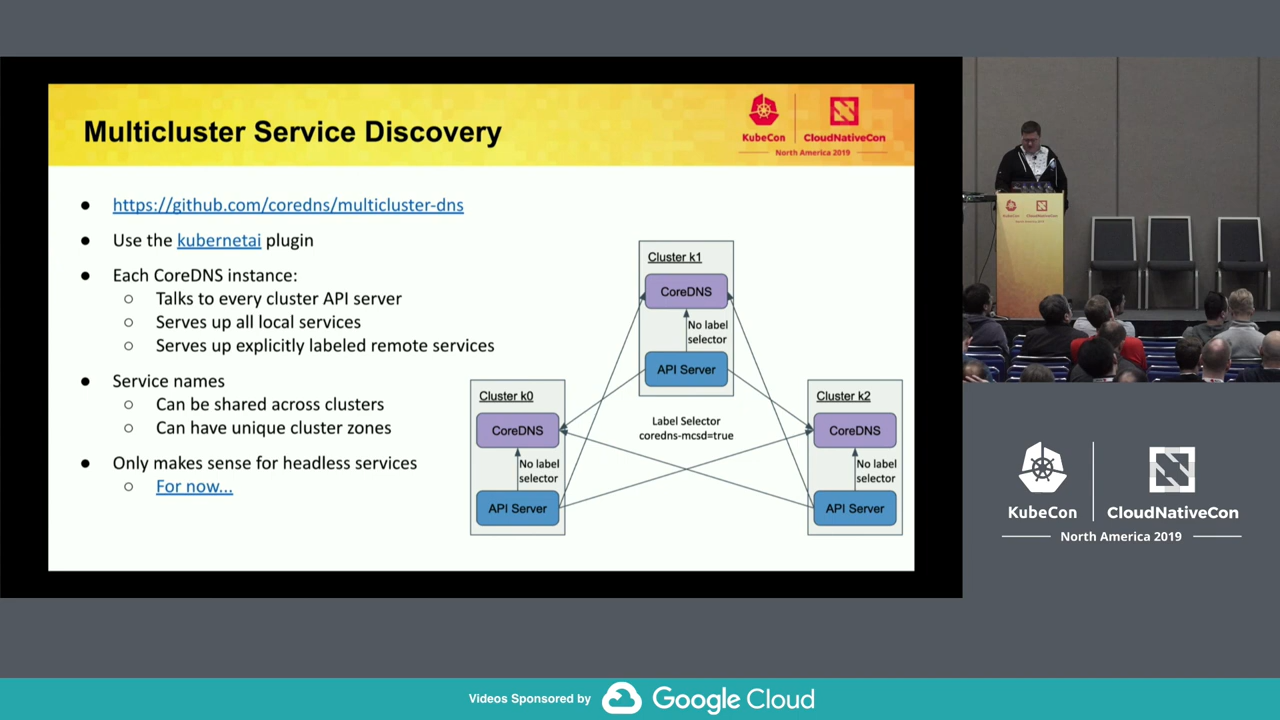 Multicluster Service Discovery
KubeCon
CloudNativeCon
North America 2019
https://github.com/coredns/multicluster-dns
Use the kubernetai plugin
Each CoreDNS instance:
Talks to every cluster API server
Serves up all local services
Serves up explicitly labeled remote services
Service names
Can be shared across clusters
Can have unique cluster zones
Only makes sense for headless services
For now...
Cluster k1
CoreDNS
No label
selector
API Server
Cluster k0
CoreDNS
No label
selector
API Server
Label Selector
coredns-mcsd=true
Cluster k2
CoreDNS
No label
selector
API Server
KubeCon
CloudNativeCon
North America 2019
Videos Sponsored by
Google Cloud